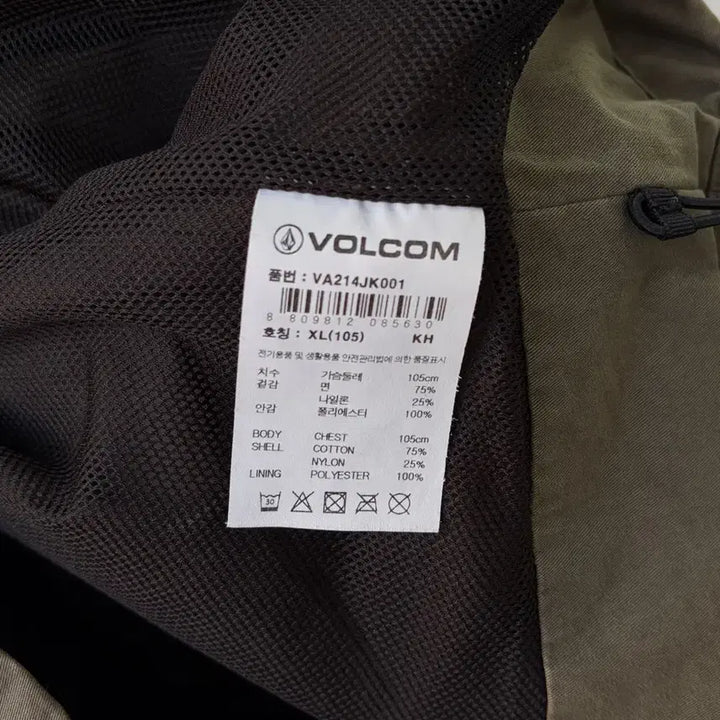 VOLCOM
품번 : VA214JK001
8 809812 085630
호칭 : XL(105) KH
전기용품 및 생활용품 안전관리법에 의한 품질표시
치수 가슴둘레 105cm
겉감 면 75%
나일론 25%
안감 폴리에스터 100%
BODY CHEST 105cm
SHELL COTTON 75%
NYLON 25%
LINING POLYESTER 100%
30